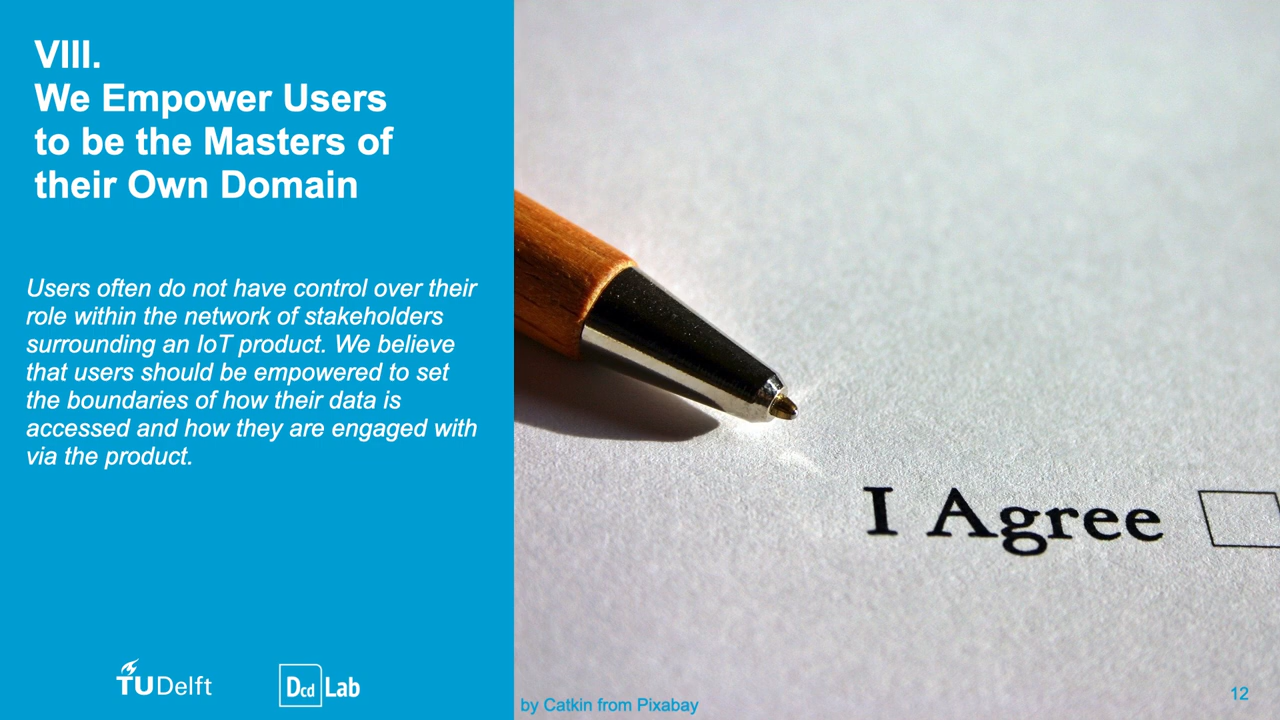 VIII.
We Empower Users
to be the Masters of
their Own Domain
Users often do not have control over their
role within the network of stakeholders
surrounding an IoT product. We believe
that users should be empowered to set
the boundaries of how their data is
accessed and how they are engaged with
via the product.
TU Delft
Dcd Lab
I Agree
by Catkin from Pixabay
12